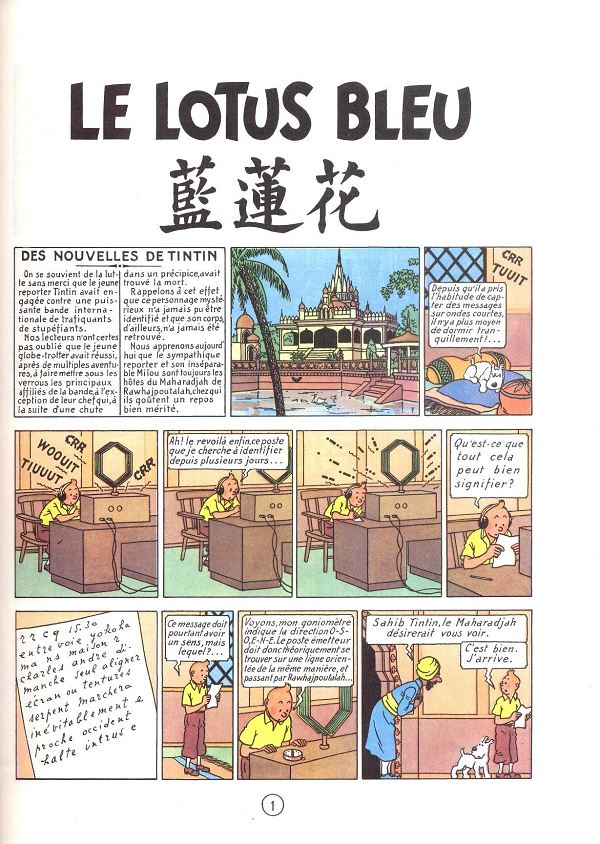 LE LOTUS BLEU
藍蓮花
DES NOUVELLES DE TINTIN
On se souvient de la lut-
te sans merci que le jeune
reporter Tintin avait en-
gagée contre une puis-
sante bande interna-
tionale de trafiquants
de stupéfiants.
Nos lecteurs n'ont certes
pas oublié que le jeune
globe-trotter avait réussi,
après de multiples aventu-
res, à faire mettre sous les
verrous les principaux
affiliés de la bande, à l'ex-
ception de leur chef qui, à
la suite d'une chute
dans un précipice, avait
trouvé la mort.
Rappelons à cet effet
que ce personnage mysté-
rieux n'a jamais pu être
identifié et que son corps,
d'ailleurs, n'a jamais été
retrouvé.
Nous apprenons aujour-
d'hui que le sympathique
reporter et son insépara-
ble Milou sont toujours les
hôtes du Maharadjah de
Rawhajpoutalah, chez qui
ils goûtent un repos
bien mérité.
CRR
TUUIT
Depuis qu'il a pris
l'habitude de cap-
ter des messages
sur ondes courtes,
il n'y a plus moyen
de dormir tran-
quillement!...
CRR
WOOUIT
TIUUUT
CRR
Ah! le revoilà enfin, ce poste
que je cherche à identifier
depuis plusieurs jours...
Qu'est-ce que
tout cela
peut bien
signifier?
rrcq 15.30
entre voie yokoha
ma ns maison r
charles andre di-
manche seul aligner
écran ou tentures
serpent marchera
inévitablement e
proche occident
halte intrus e
Ce message doit
pourtant avoir
un sens, mais
lequel?...
Voyons, mon goniomètre
indique la direction O-S-
O, E-N-E. Le poste émetteur
doit donc théoriquement se
trouver sur une ligne orien-
tée de la même manière, et
passant par Rawhajpoutalah...
Sahib Tintin, le Maharadjah
désirerait vous voir.
C'est bien.
J'arrive.
1